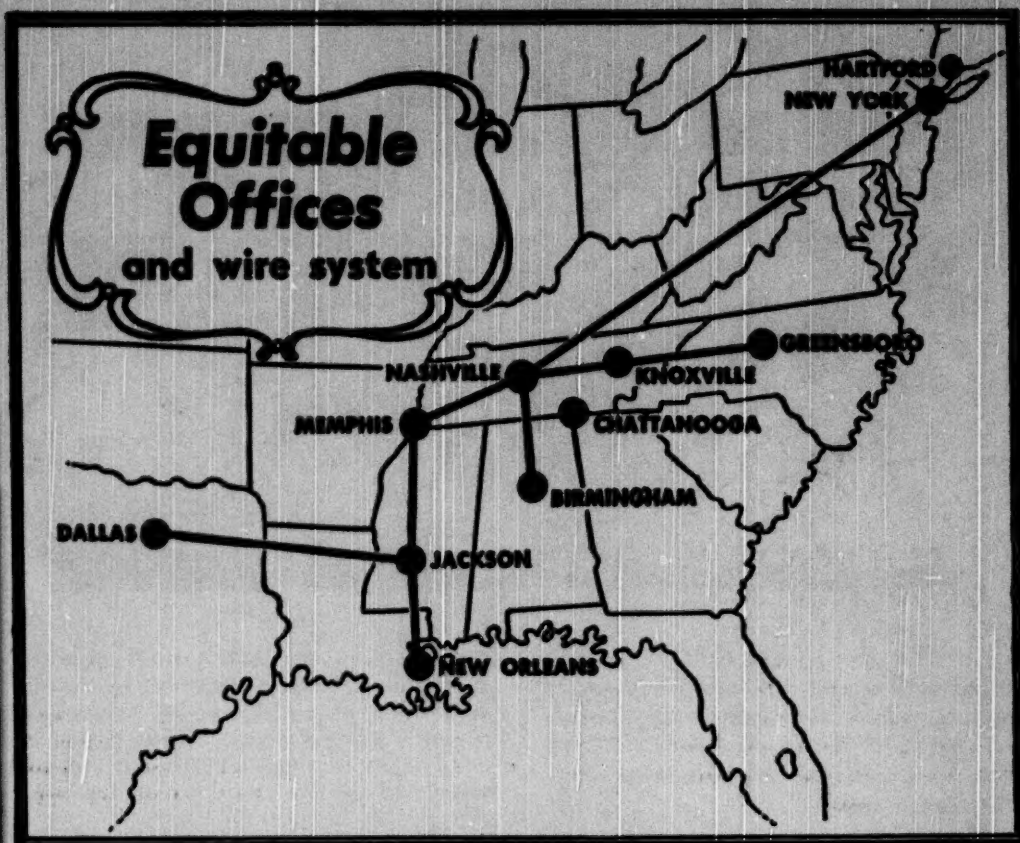 Equitable
Offices
and wire system
HARTFORD
NEW YORK
GREENSBORO
NASHVILLE
KNOXVILLE
MEMPHIS
CHATTANOOGA
BIRMINGHAM
DALLAS
JACKSON
NEW ORLEANS